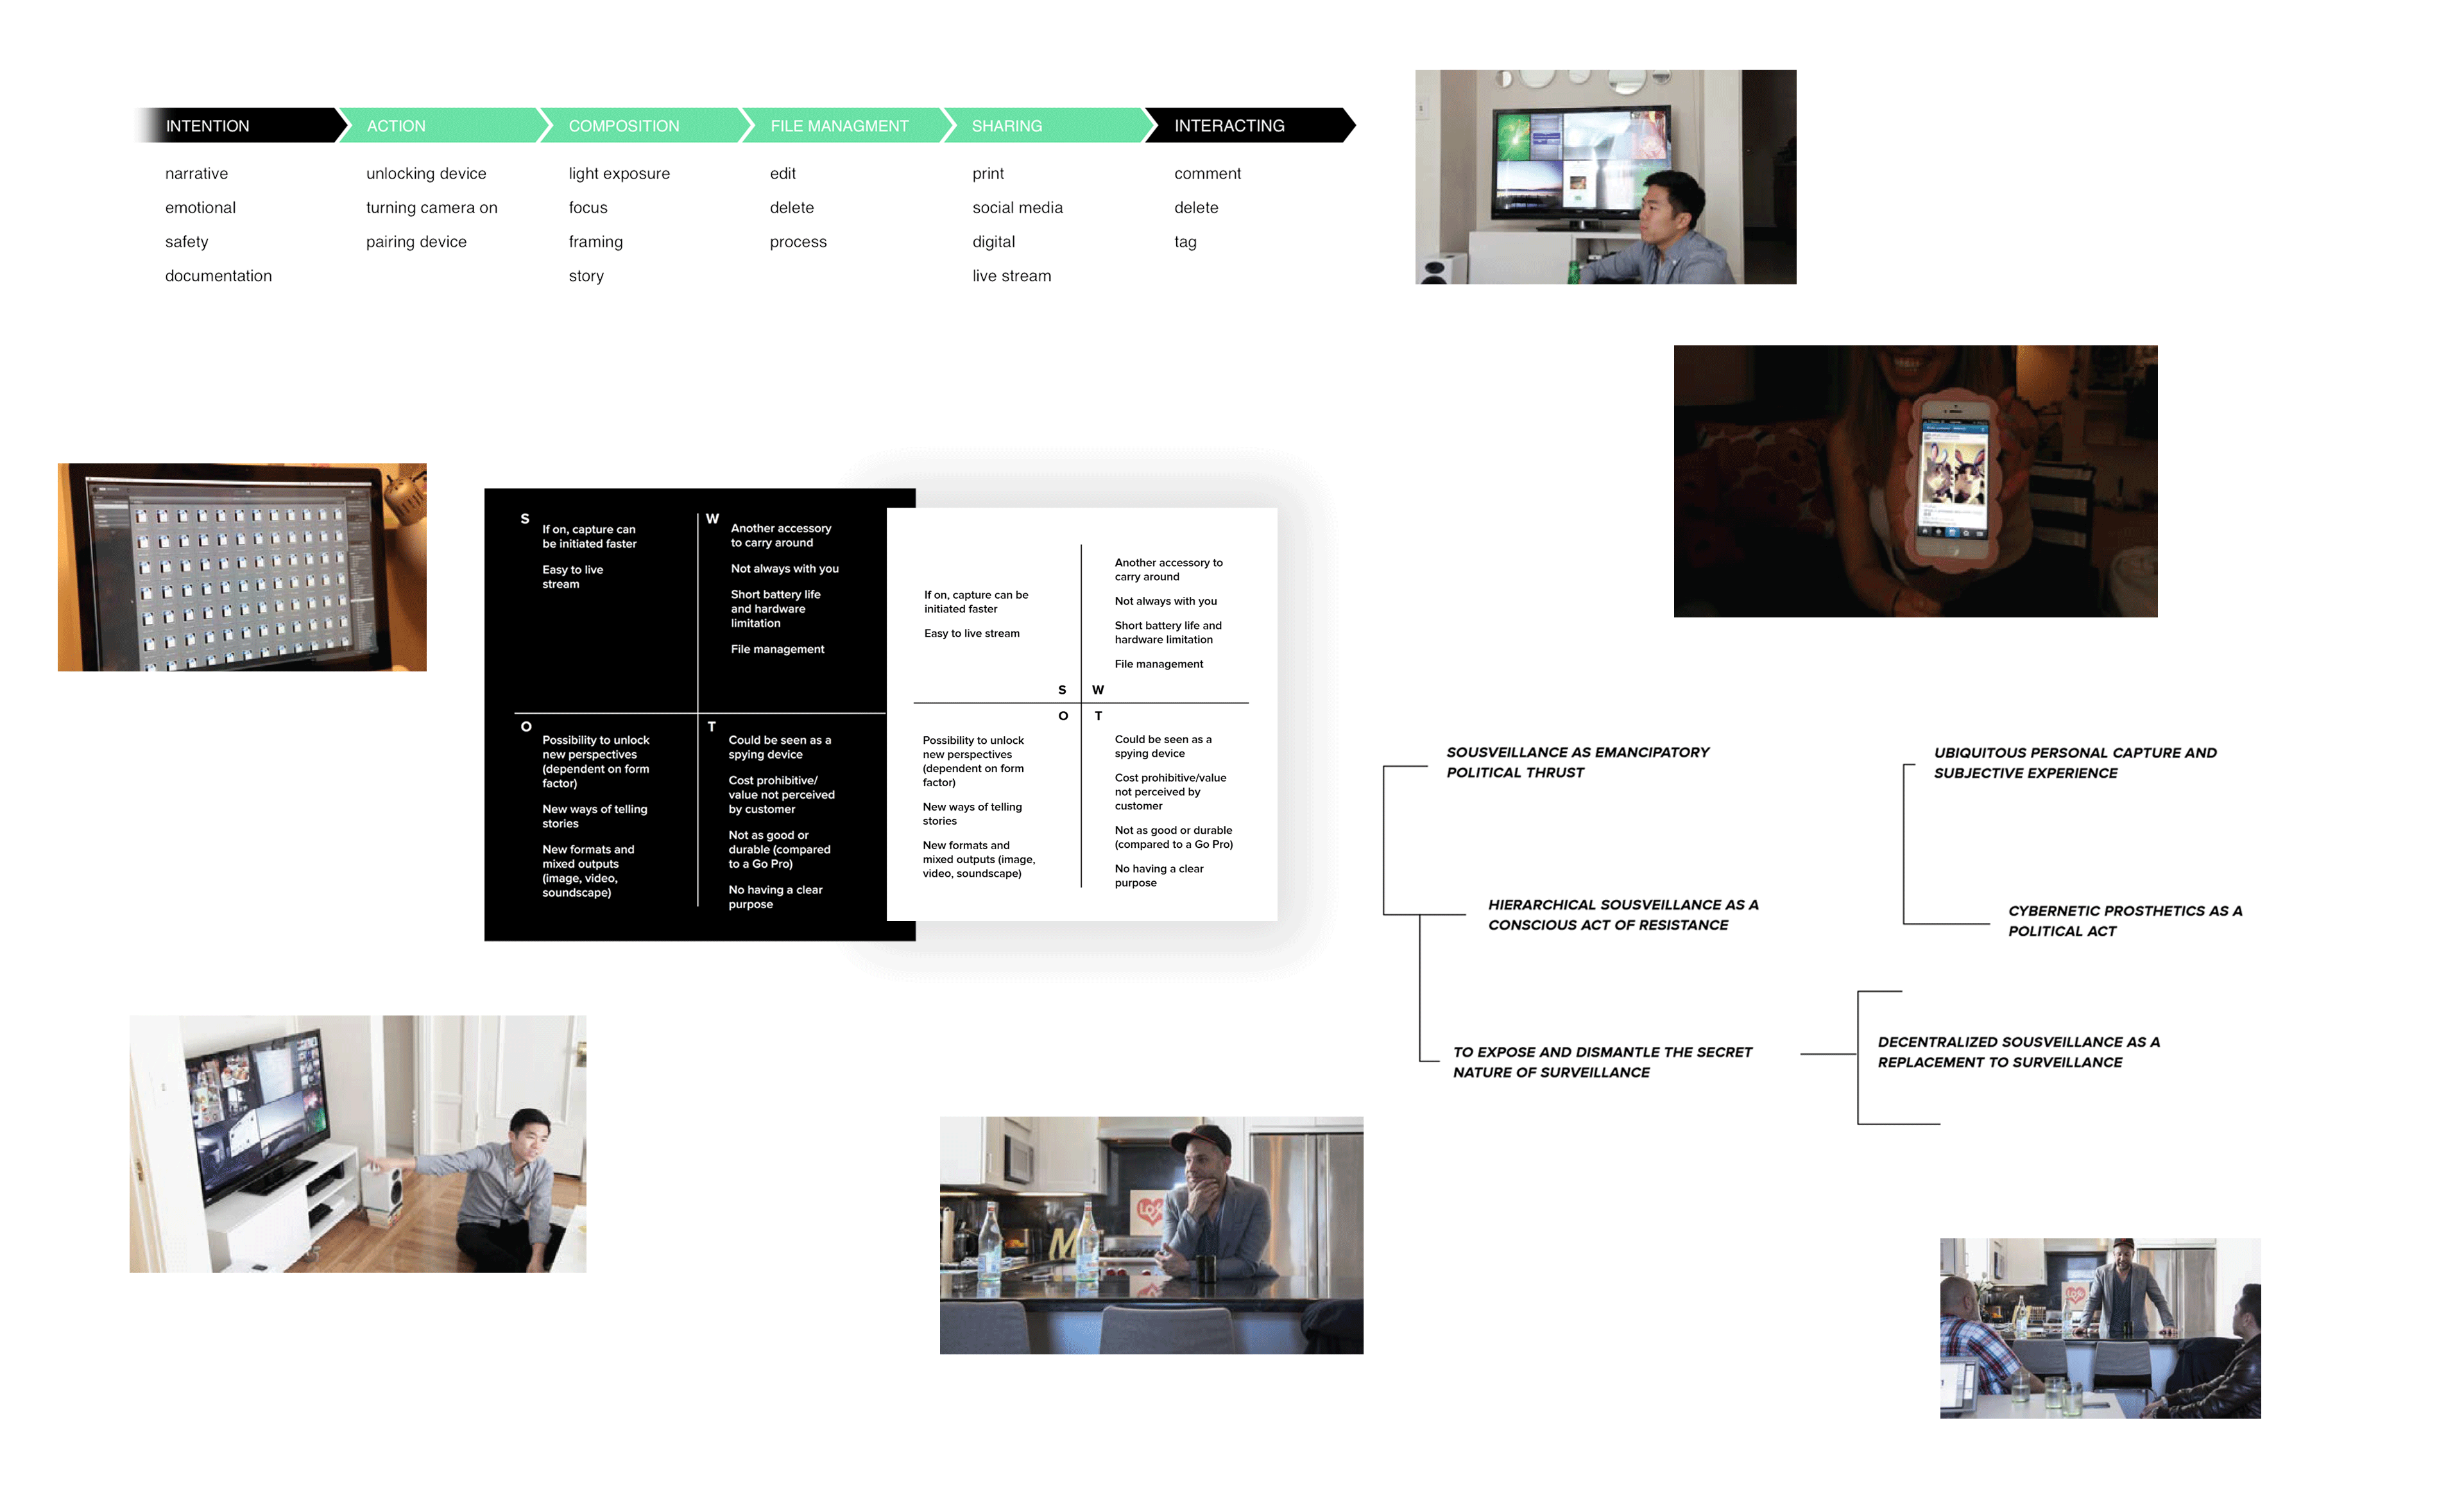 INTENTION
ACTION
COMPOSITION
FILE MANAGMENT
SHARING
INTERACTING
narrative
emotional
safety
documentation
unlocking device
turning camera on
pairing device
light exposure
focus
framing
story
edit
delete
process
print
social media
digital
live stream
comment
delete
tag
S
If on, capture can
be initiated faster
Easy to live
stream
W
Another accessory
to carry around
Not always with you
Short battery life
and hardware
limitation
File management
O
Possibility to unlock
new perspectives
(dependent on form
factor)
New ways of telling
stories
New formats and
mixed outputs
(image, video,
soundscape)
T
Could be seen as a
spying device
Cost prohibitive/
value not perceived
by customer
Not as good or
durable (compared
to a Go Pro)
No having a clear
purpose
If on, capture can be
initiated faster
Easy to live stream
S
Another accessory to
carry around
Not always with you
Short battery life and
hardware limitation
File management
W
O
Possibility to unlock
new perspectives
(dependent on form
factor)
New ways of telling
stories
New formats and
mixed outputs (image,
video, soundscape)
T
Could be seen as a
spying device
Cost prohibitive/value
not perceived by
customer
Not as good or durable
(compared to a Go Pro)
No having a clear
purpose
SOUSVEILLANCE AS EMANCIPATORY
POLITICAL THRUST
HIERARCHICAL SOUSVEILLANCE AS A
CONSCIOUS ACT OF RESISTANCE
TO EXPOSE AND DISMANTLE THE SECRET
NATURE OF SURVEILLANCE
UBIQUITOUS PERSONAL CAPTURE AND
SUBJECTIVE EXPERIENCE
CYBERNETIC PROSTHETICS AS A
POLITICAL ACT
DECENTRALIZED SOUSVEILLANCE AS A
REPLACEMENT TO SURVEILLANCE
M